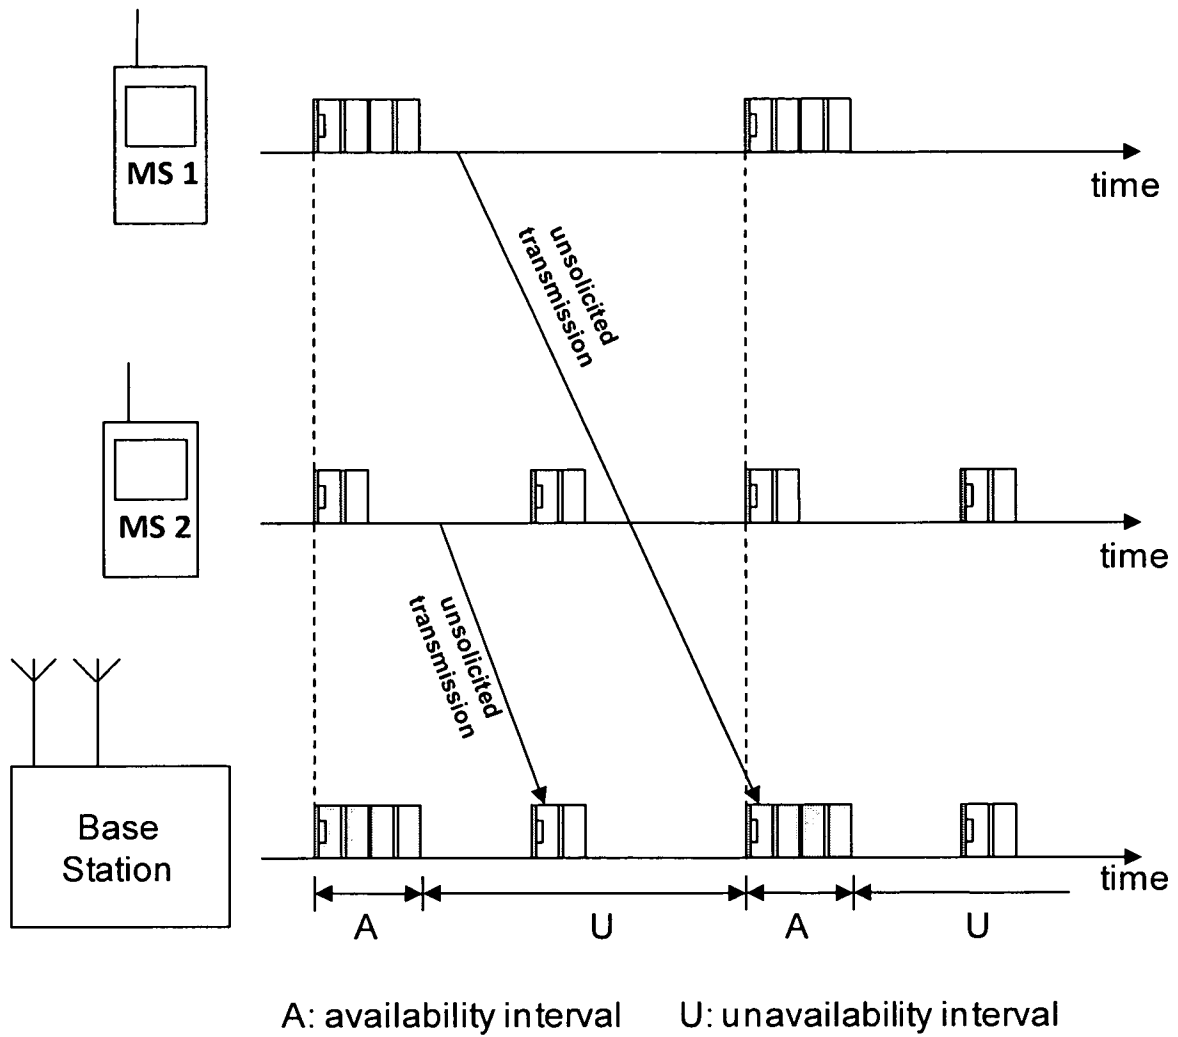 MS 1
time
unsolicited
transmission
MS 2
time
unsolicited
transmission
Base
Station
time
A
U
A
U
A: availability interval
U: unavailability interval